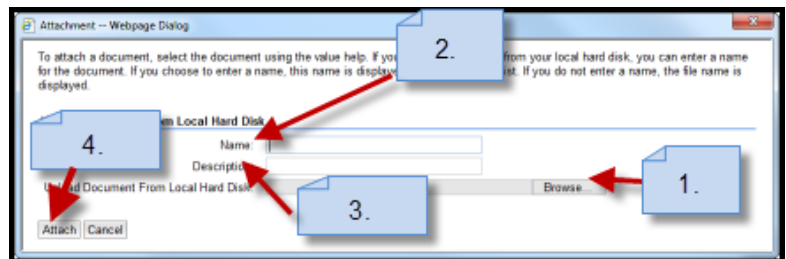 Attachment -- Webpage Dialog
To attach a document, select the document using the value help. If you from your local hard disk, you can enter a name
for the document. If you choose to enter a name, this name is displaye st. If you do not enter a name, the file name is
displayed.
om Local Hard Disk
Name:
Descripti
Document From Local Hard Disk:
Browse...
Attach Cancel
2.
4.
1.
3.